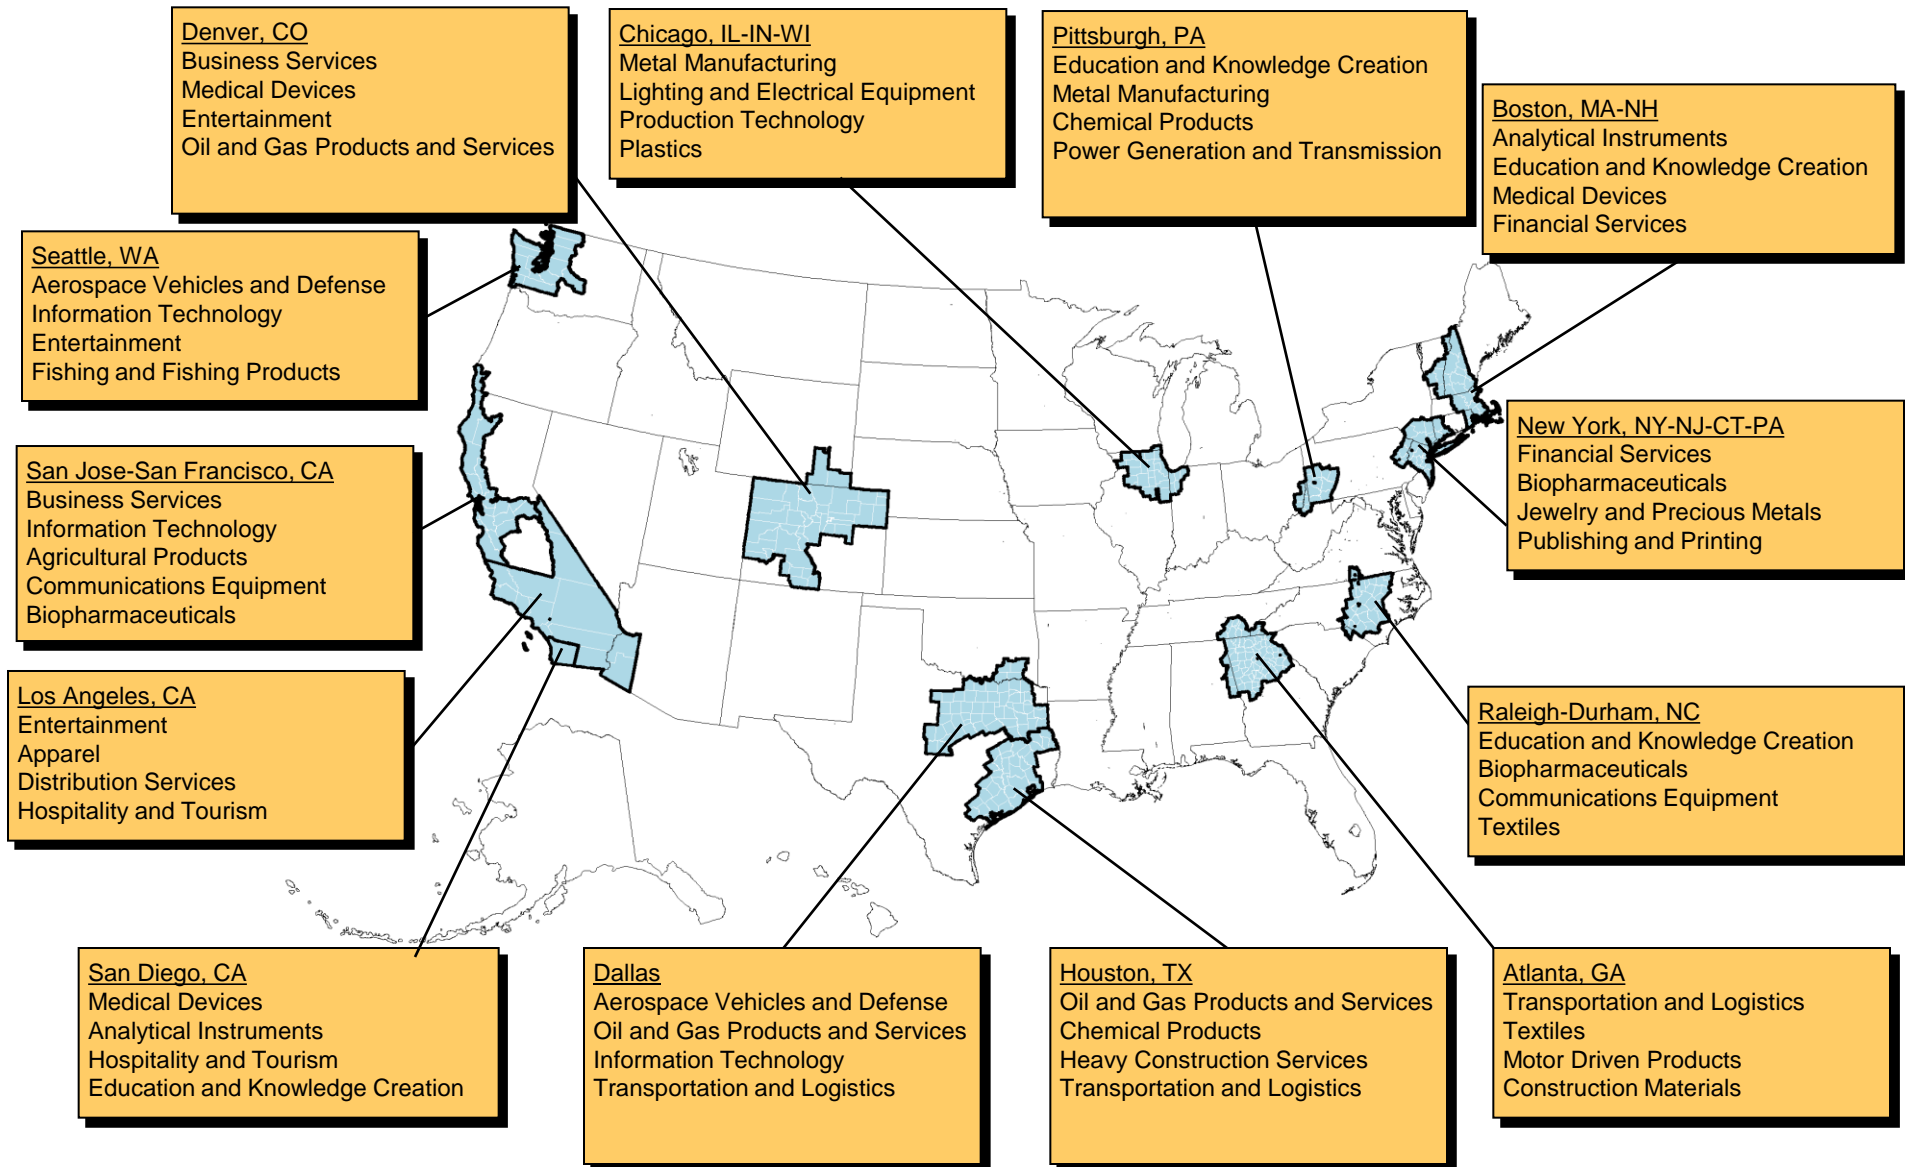 Denver, CO
Business Services
Medical Devices
Entertainment
Oil and Gas Products and Services
Chicago, IL-IN-WI
Metal Manufacturing
Lighting and Electrical Equipment
Production Technology
Plastics
Pittsburgh, PA
Education and Knowledge Creation
Metal Manufacturing
Chemical Products
Power Generation and Transmission
Boston, MA-NH
Analytical Instruments
Education and Knowledge Creation
Medical Devices
Financial Services
Seattle, WA
Aerospace Vehicles and Defense
Information Technology
Entertainment
Fishing and Fishing Products
New York, NY-NJ-CT-PA
Financial Services
Biopharmaceuticals
Jewelry and Precious Metals
Publishing and Printing
San Jose-San Francisco, CA
Business Services
Information Technology
Agricultural Products
Communications Equipment
Biopharmaceuticals
Los Angeles, CA
Entertainment
Apparel
Distribution Services
Hospitality and Tourism
Raleigh-Durham, NC
Education and Knowledge Creation
Biopharmaceuticals
Communications Equipment
Textiles
San Diego, CA
Medical Devices
Analytical Instruments
Hospitality and Tourism
Education and Knowledge Creation
Dallas
Aerospace Vehicles and Defense
Oil and Gas Products and Services
Information Technology
Transportation and Logistics
Houston, TX
Oil and Gas Products and Services
Chemical Products
Heavy Construction Services
Transportation and Logistics
Atlanta, GA
Transportation and Logistics
Textiles
Motor Driven Products
Construction Materials